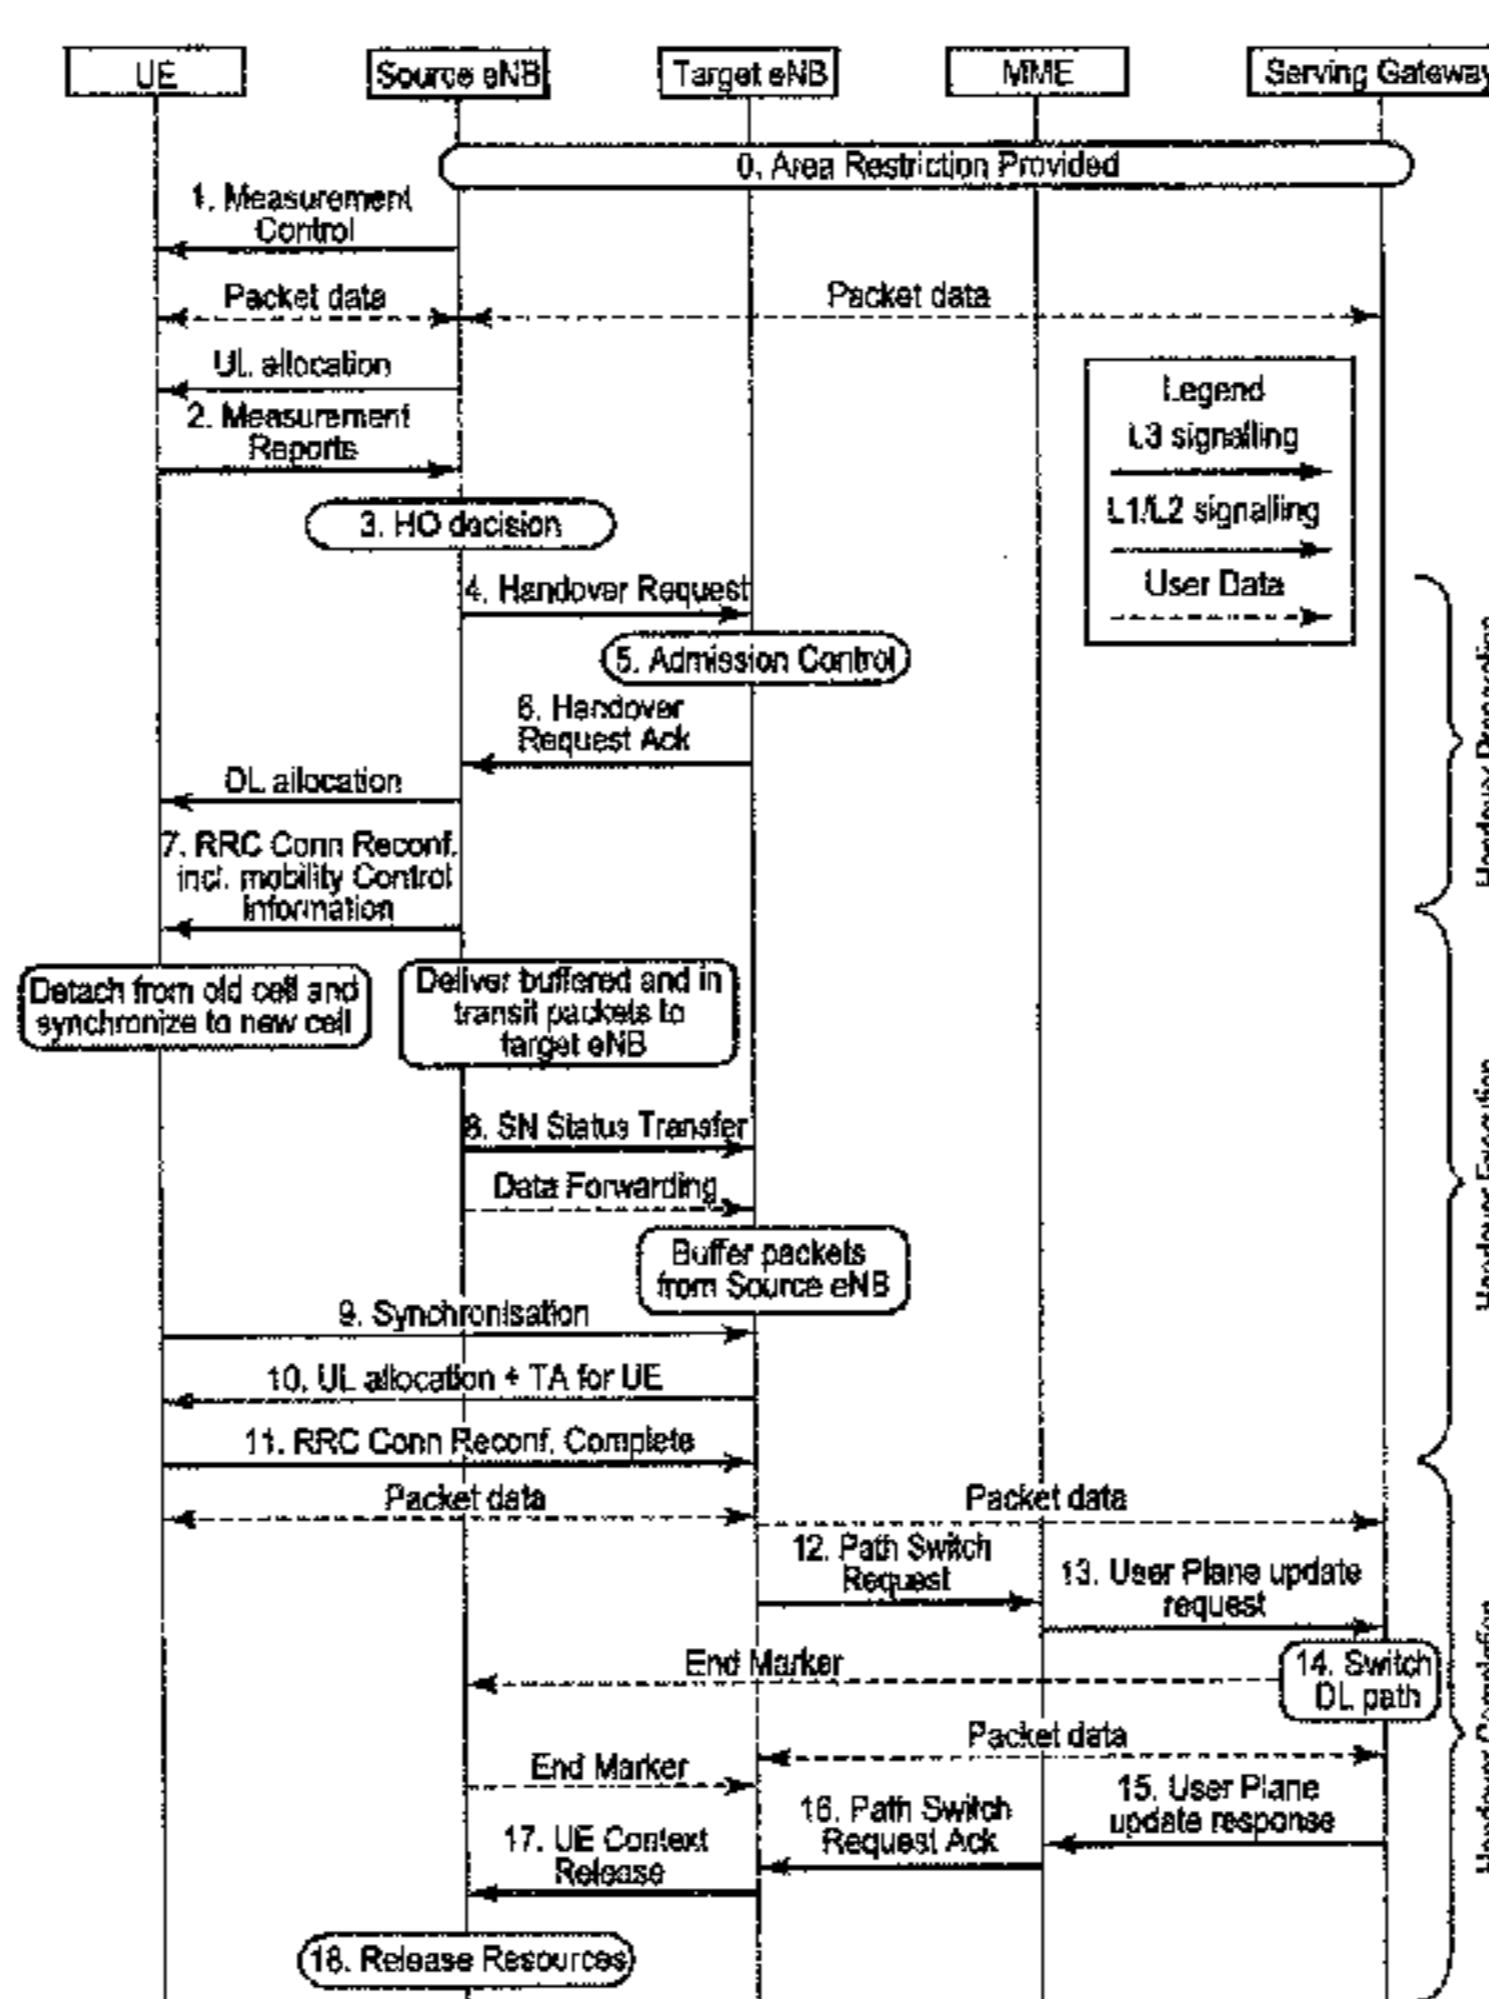 UE
Source eNB
Target eNB
MME
Serving Gateway
0. Area Restriction Provided
1. Measurement
Control
Packet data
Packet data
UL allocation
2. Measurement
Reports
Legend
L3 signalling
L1/L2 signalling
User Data
3. HO decision
4. Handover Request
5. Admission Control
6. Handover
Request Ack
DL allocation
7. RRC Conn Reconf.
incl. mobility Control
information
Handover Preparation
Detach from old cell and
synchronize to new cell
Deliver buffered and in
transit packets to
target eNB
8. SN Status Transfer
Data Forwarding
Buffer packets
from Source eNB
9. Synchronisation
10. UL allocation + TA for UE
11. RRC Conn Reconf. Complete
Handover Execution
Packet data
Packet data
12. Path Switch
Request
13. User Plane update
request
End Marker
14. Switch
DL path
Packet data
End Marker
15. User Plane
update response
16. Path Switch
Request Ack
17. UE Context
Release
18. Release Resources
Handover Completion